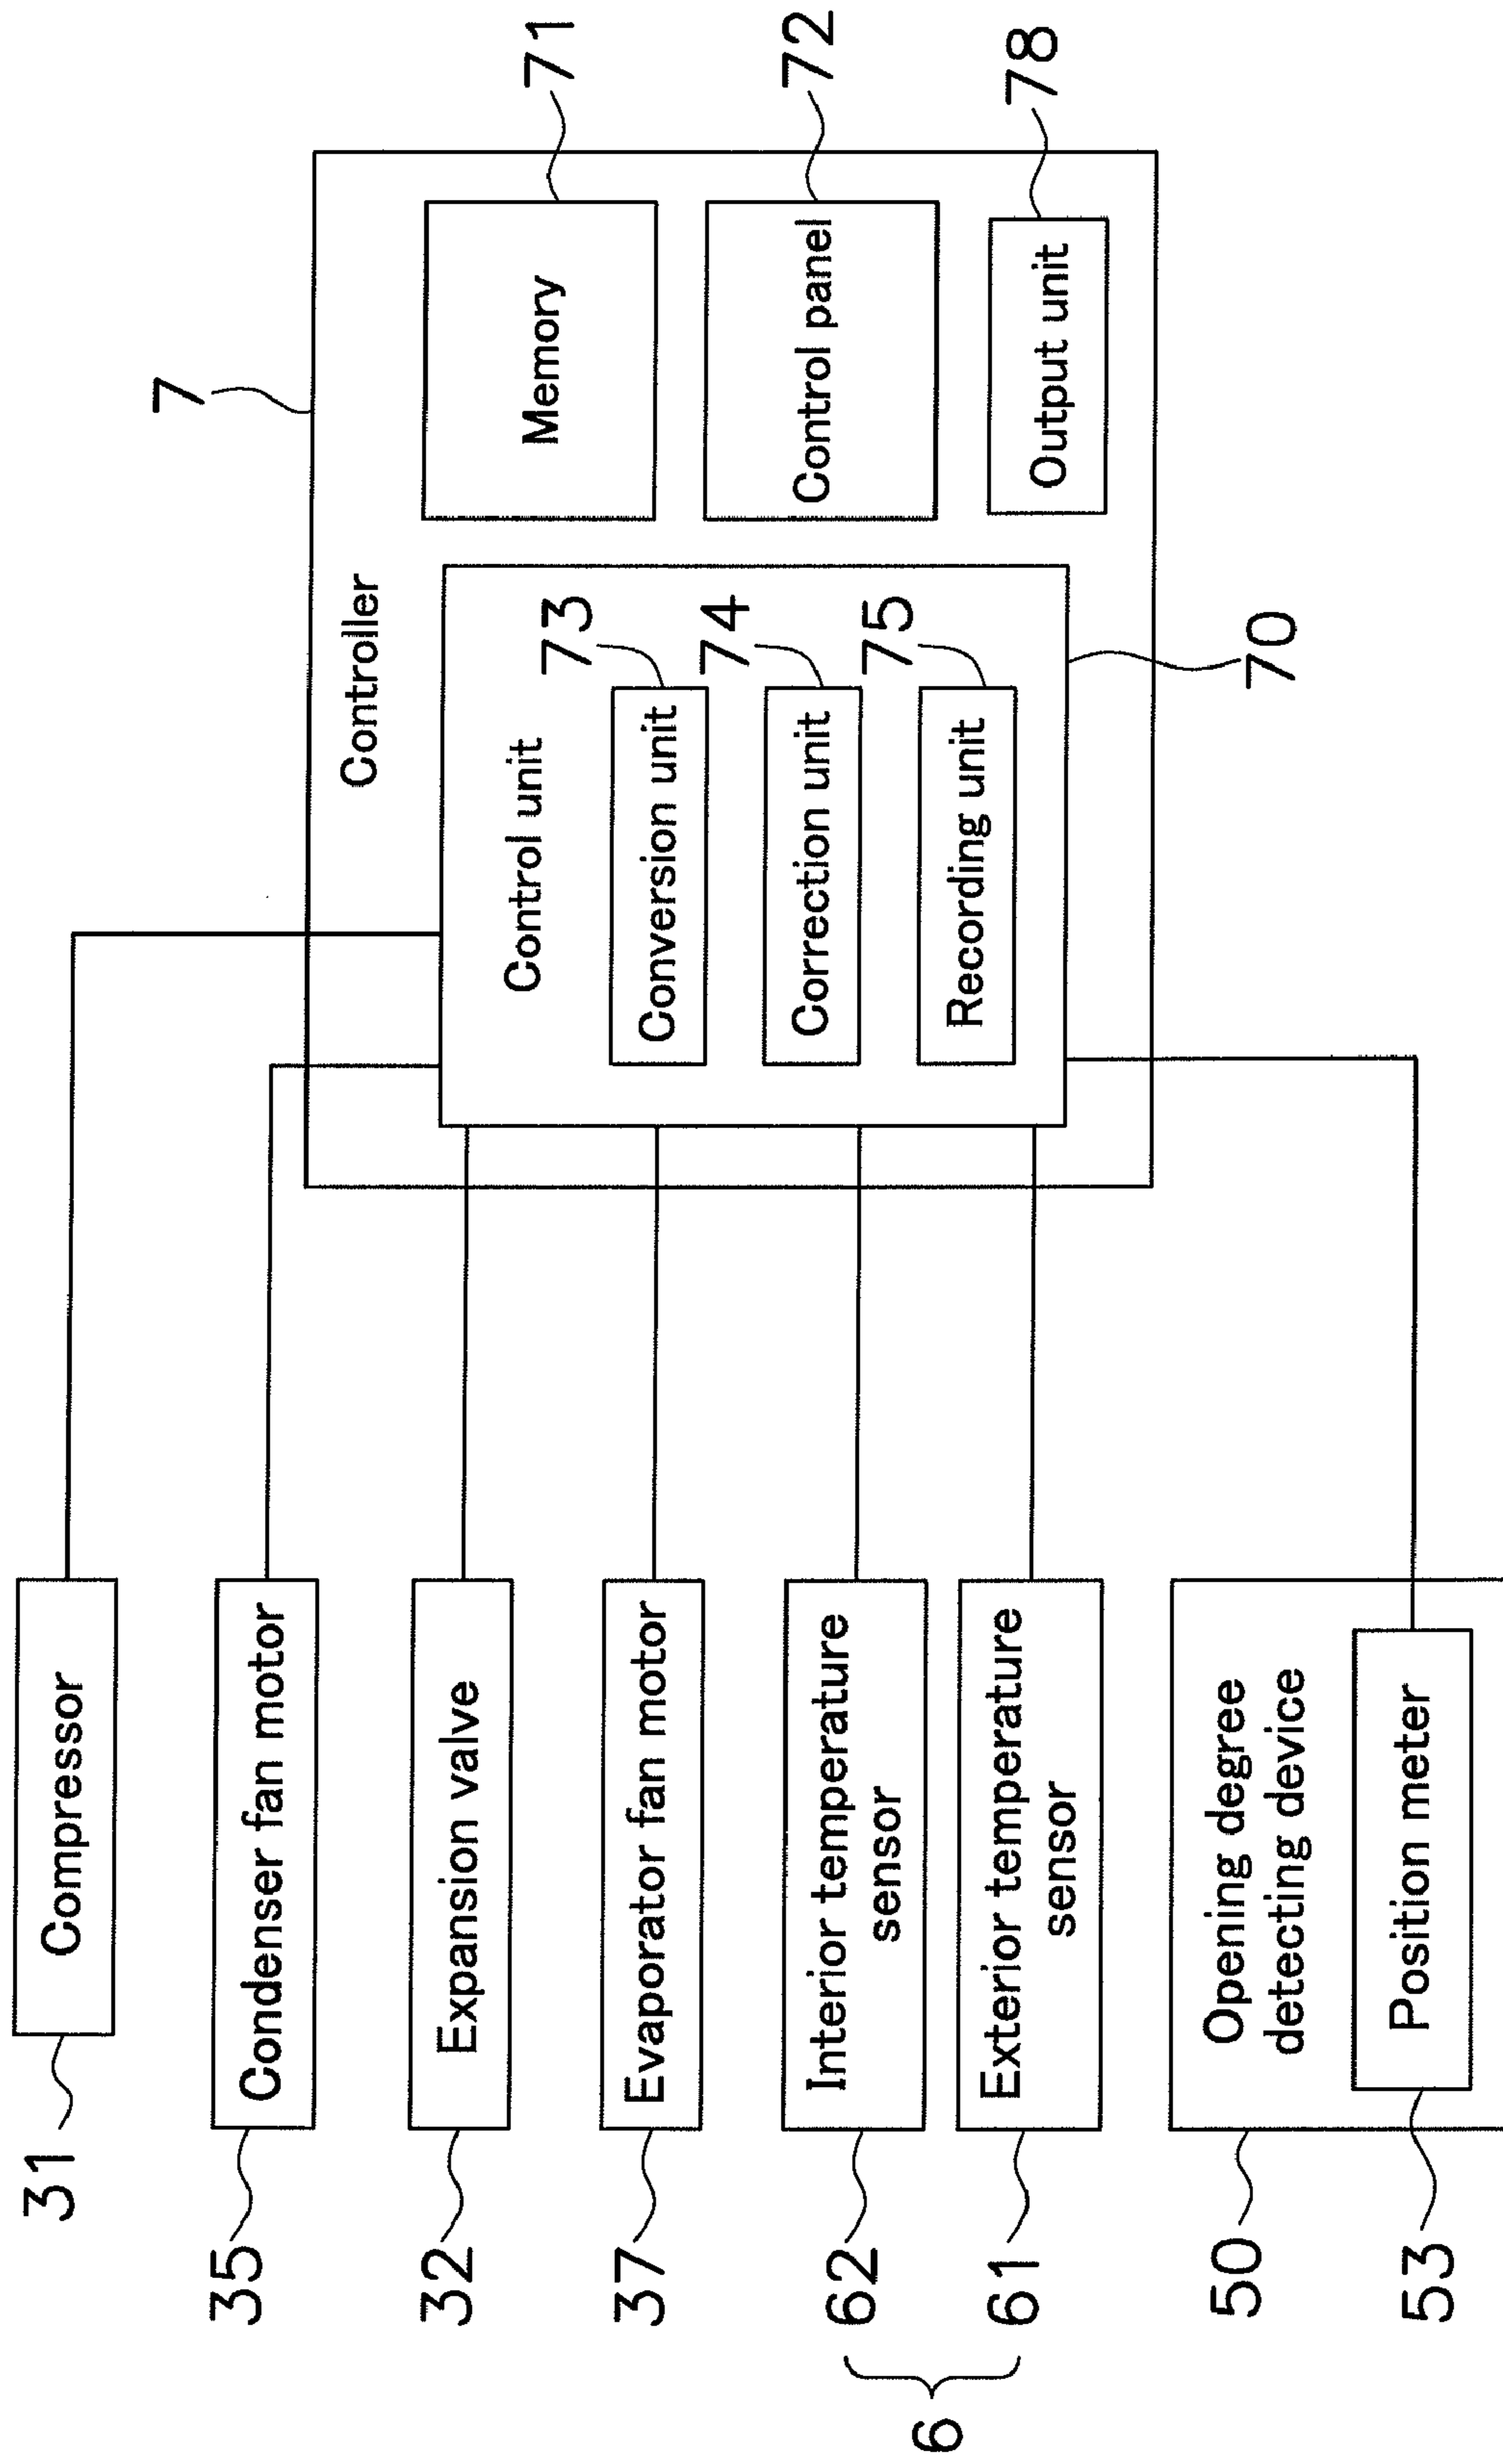 31
Compressor
35
Condenser fan motor
32
Expansion valve
37
Evaporator fan motor
6
62
Interior temperature
sensor
61
Exterior temperature
sensor
50
Opening degree
detecting device
53
Position meter
7
Controller
Control unit
73
Conversion unit
74
Correction unit
75
Recording unit
70
Memory
71
Control panel
72
Output unit
78